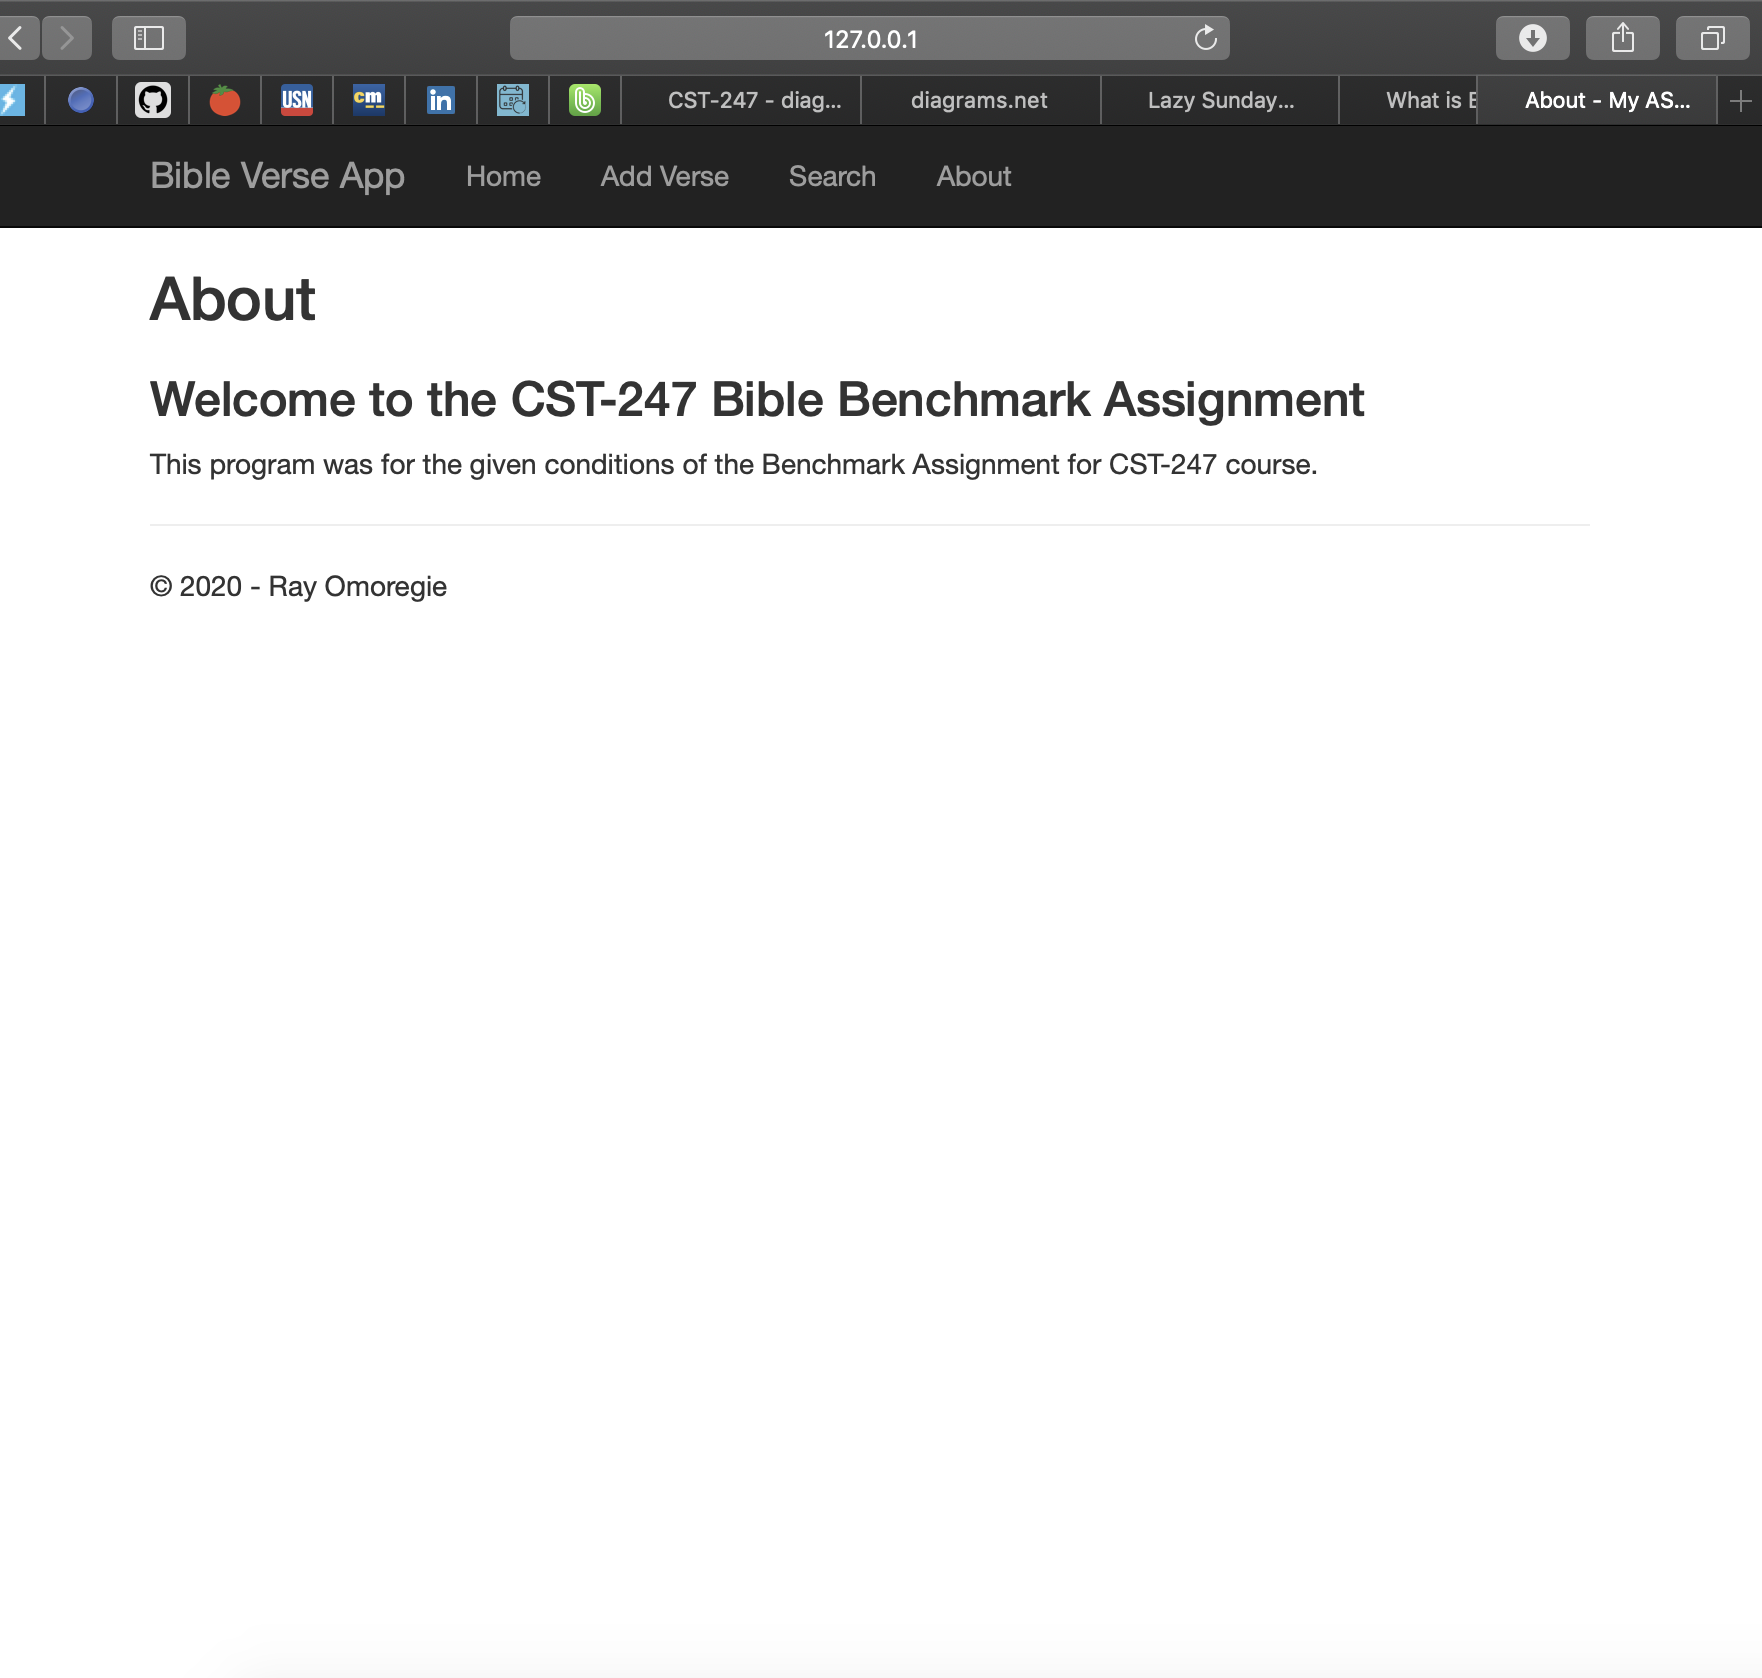 127.0.0.1
USN
cm
in
CST-247 - diag...
diagrams.net
Lazy Sunday...
What is
About - My AS...
Bible Verse App
Home
Add Verse
Search
About
About
Welcome to the CST-247 Bible Benchmark Assignment
This program was for the given conditions of the Benchmark Assignment for CST-247 course.
© 2020 - Ray Omoregie